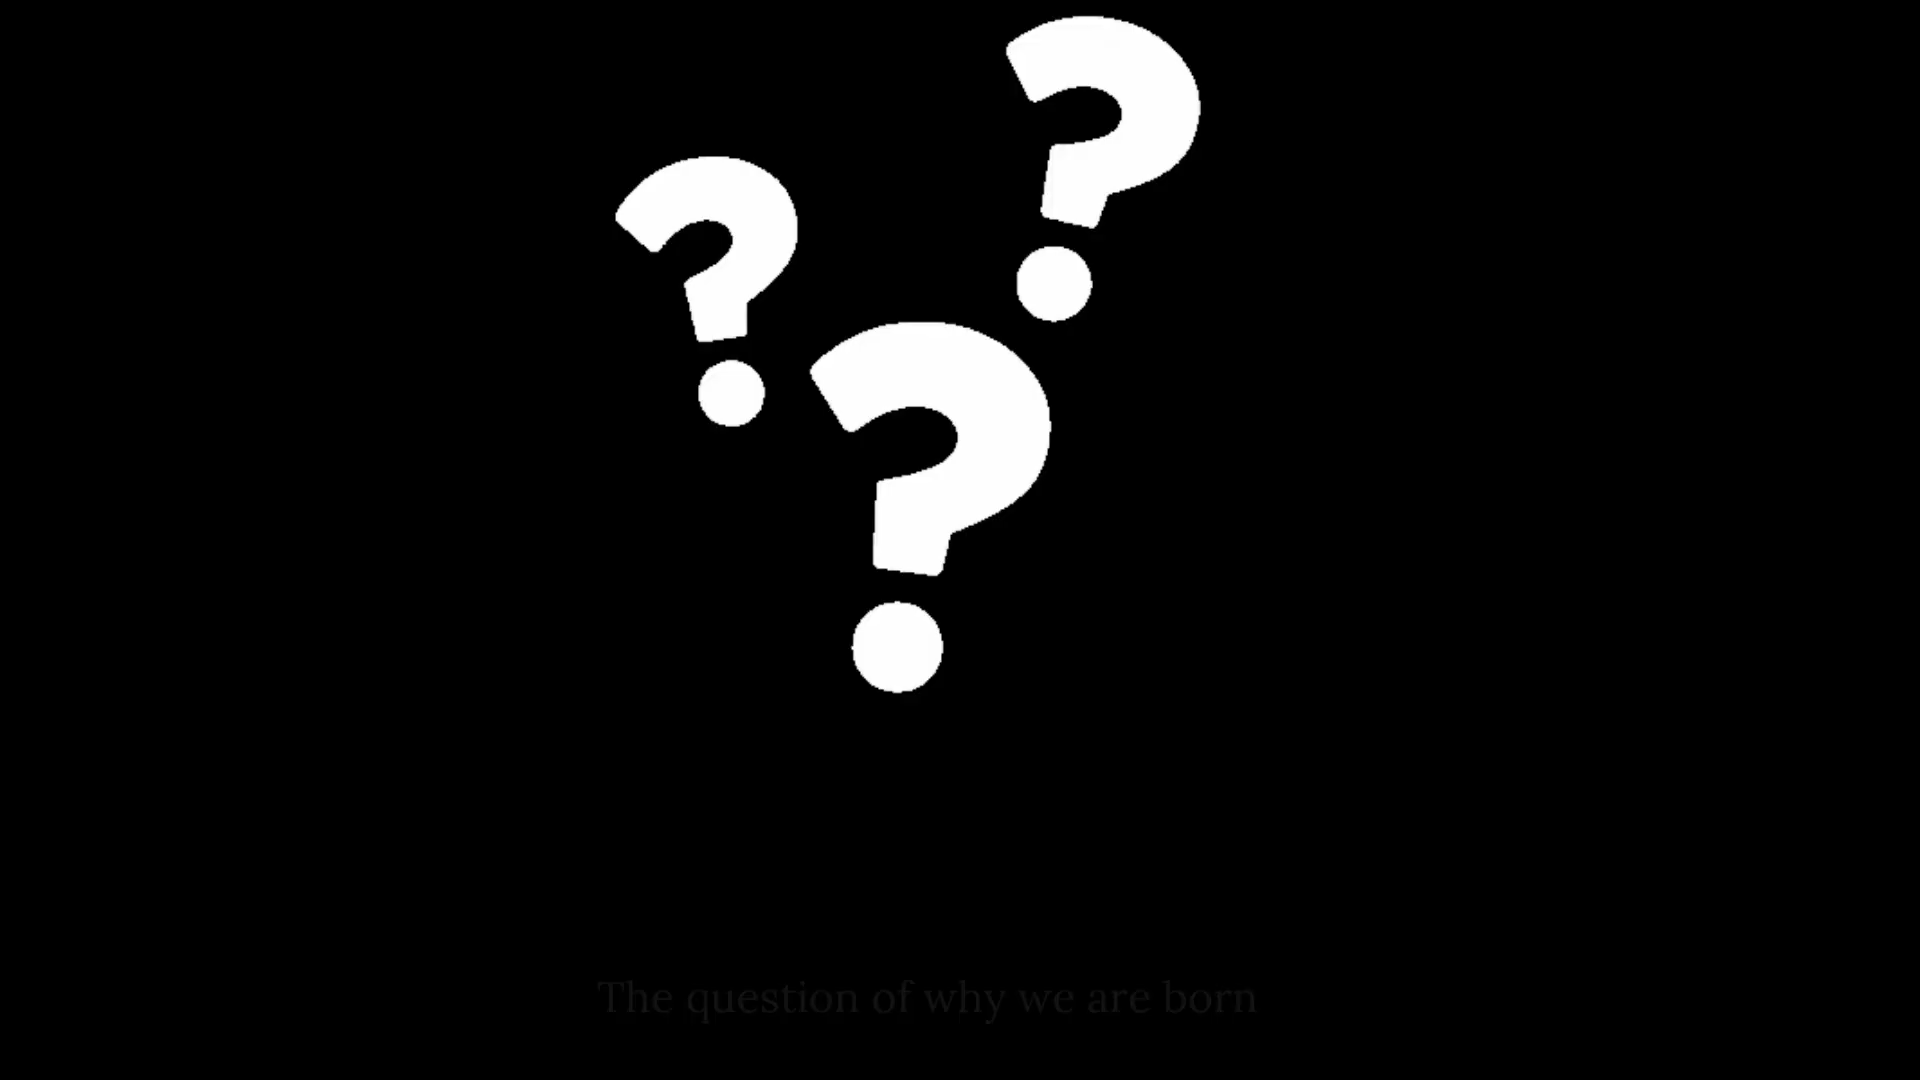 ? ? ?
The question of why we are born